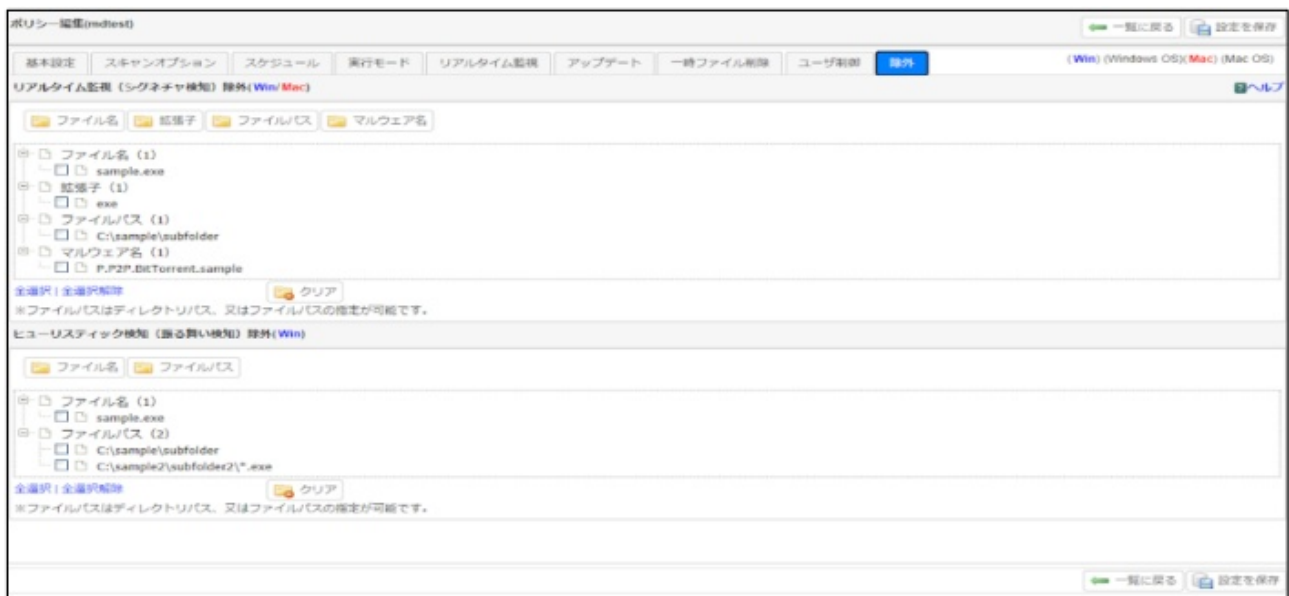 ポリシー編集(mdtest)
一覧に戻る 設定を保存
基本設定 スキャンオプション スケジュール 実行モード リアルタイム監視 アップデート 一時ファイル削除 ユーザ制御 除外 (Win) (Windows OS)(Mac) (Mac OS)
リアルタイム監視（シグネチャ検知）除外(Win/Mac) ?ヘルプ
ファイル名 拡張子 ファイルパス マルウェア名
ファイル名 (1)
sample.exe
拡張子 (1)
exe
ファイルパス (1)
C:\sample\subfolder
マルウェア名 (1)
P.P2P.BitTorrent.sample
全選択 | 全選択解除 クリア
※ファイルパスはディレクトリパス、又はファイルパスの指定が可能です。
ヒューリスティック検知（振る舞い検知）除外(Win)
ファイル名 ファイルパス
ファイル名 (1)
sample.exe
ファイルパス (2)
C:\sample\subfolder
C:\sample2\subfolder2\*.exe
全選択 | 全選択解除 クリア
※ファイルパスはディレクトリパス、又はファイルパスの指定が可能です。
一覧に戻る 設定を保存